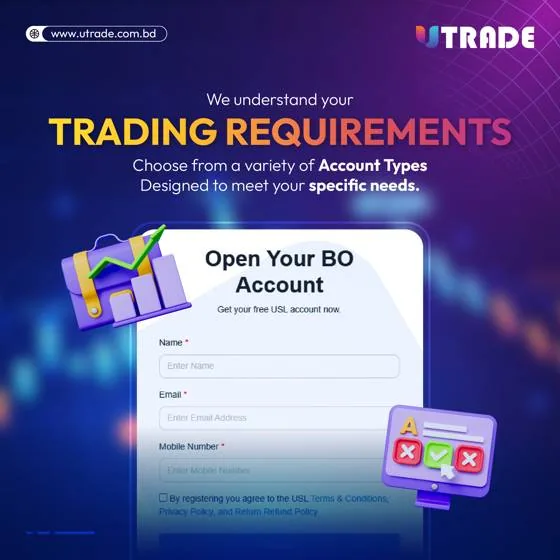 www.utrade.com.bd
UTRADE
We understand your
TRADING REQUIREMENTS
Choose from a variety of Account Types
Designed to meet your specific needs.
Open Your BO
Account
Get your free USL account now.
Name *
Enter Name
Email *
Enter Email Address
A
Mobile Number *
Enter Mobile Number
By registering you agree to the USL Terms & Conditions,
Privacy Policy, and Return Refund Policy